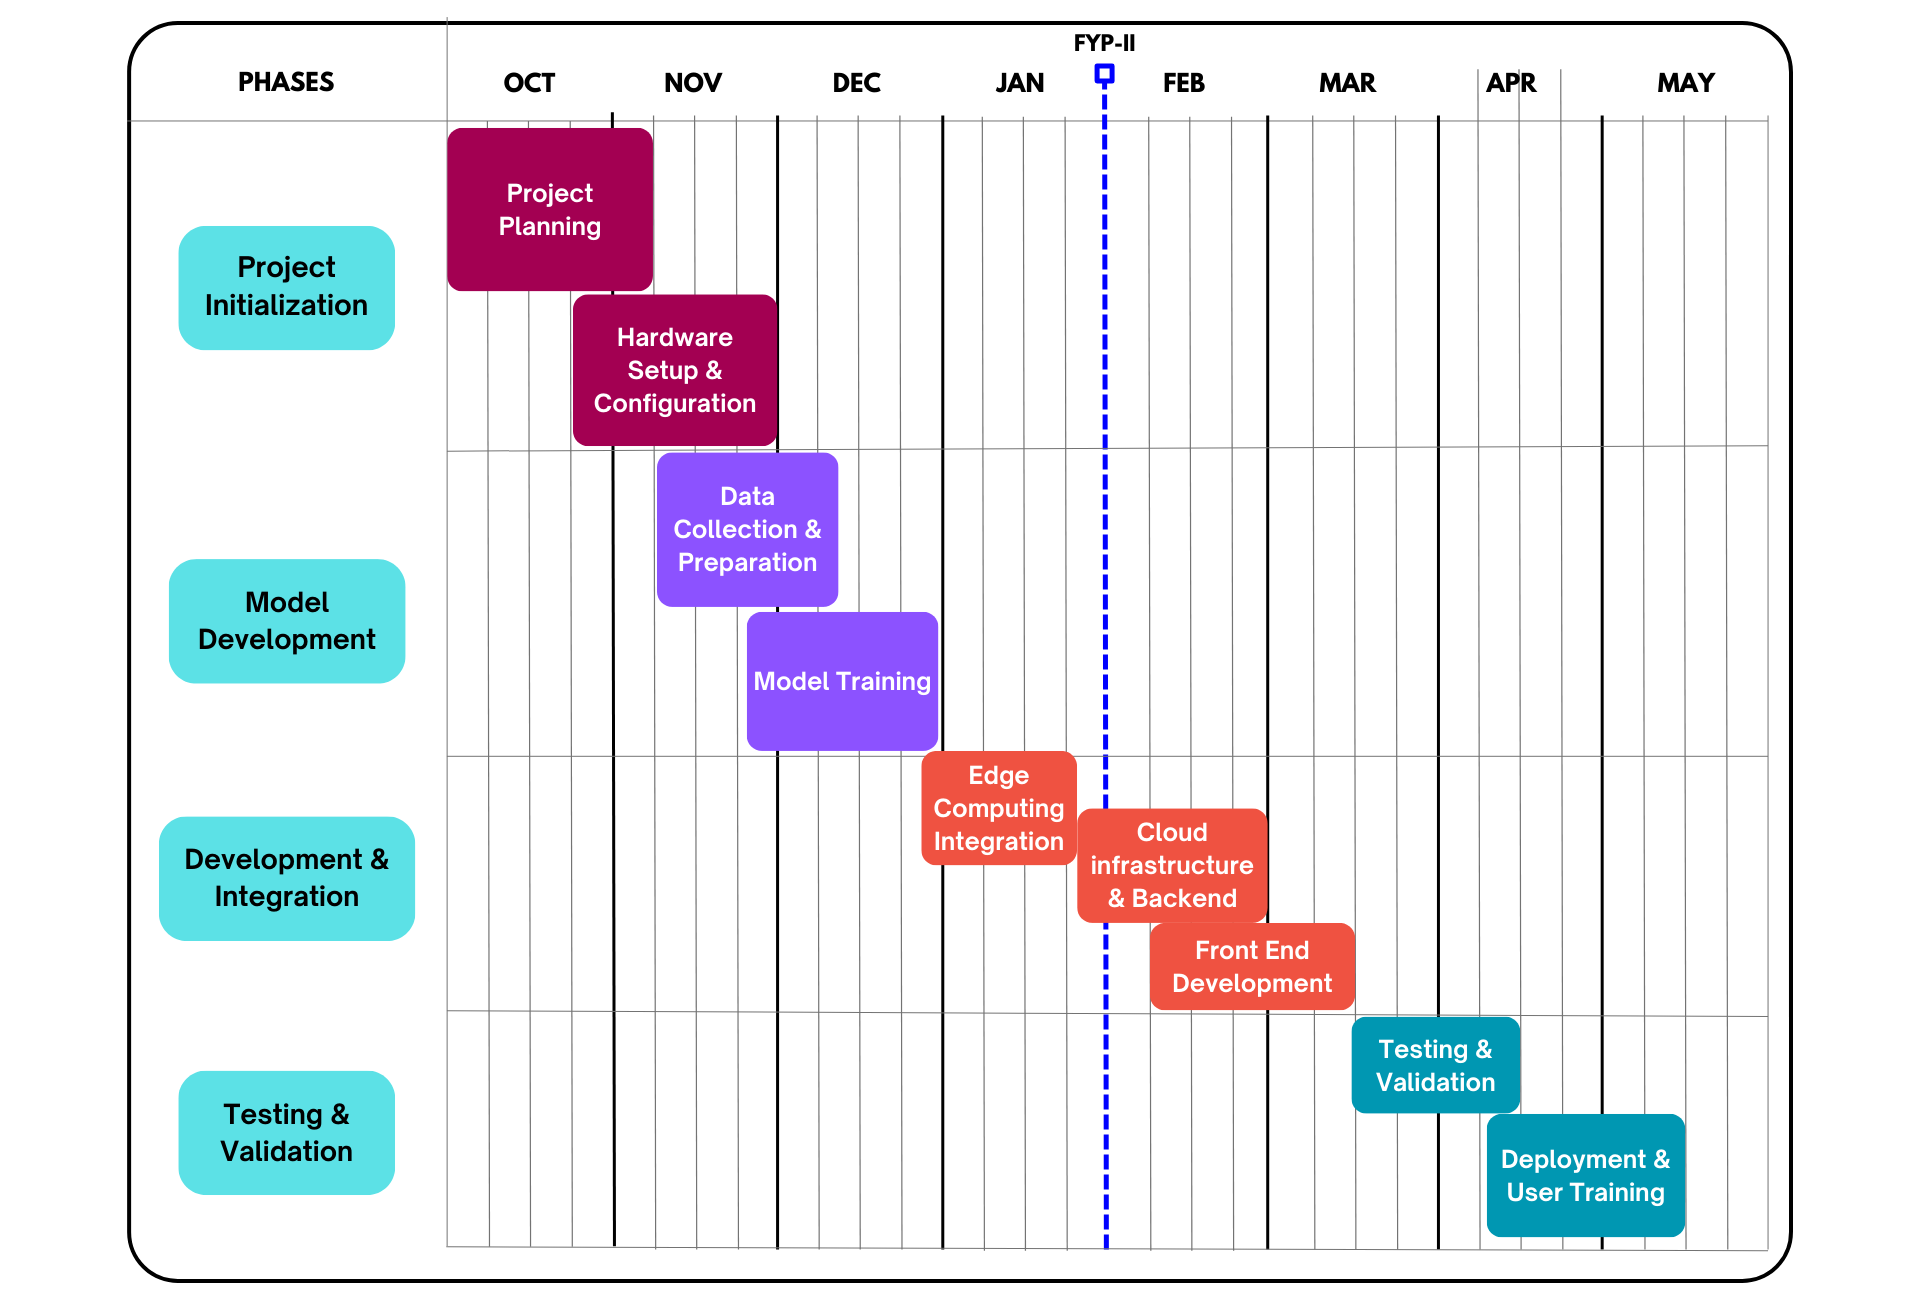 FYP-II
PHASES
OCT
NOV
DEC
JAN
FEB
MAR
APR
MAY
Project
Initialization
Project
Planning
Hardware
Setup &
Configuration
Model
Development
Data
Collection &
Preparation
Model Training
Development &
Integration
Edge
Computing
Integration
Cloud
infrastructure
& Backend
Front End
Development
Testing &
Validation
Testing &
Validation
Deployment &
User Training